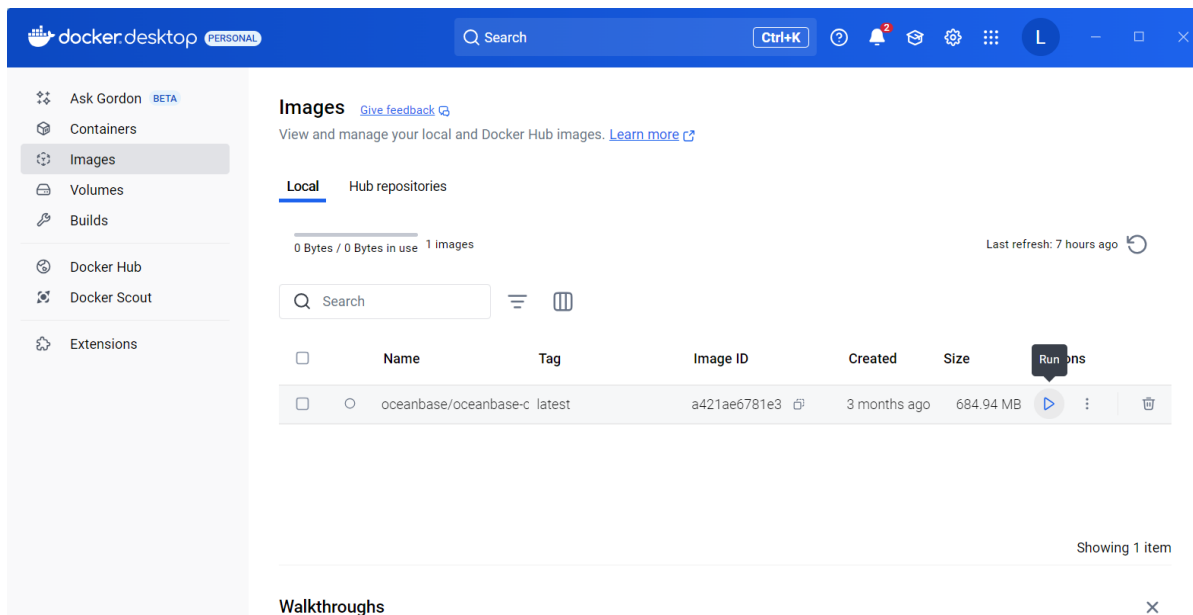 docker.desktop PERSONAL Search Ctrl+K 2 L
Ask Gordon BETA
Containers
Images
Volumes
Builds
Docker Hub
Docker Scout
Extensions
Images Give feedback
View and manage your local and Docker Hub images. Learn more
Local Hub repositories
0 Bytes / 0 Bytes in use 1 images Last refresh: 7 hours ago
Search
Name Tag Image ID Created Size Run ons
oceanbase/oceanbase-c latest a421ae6781e3 3 months ago 684.94 MB
Showing 1 item
Walkthroughs